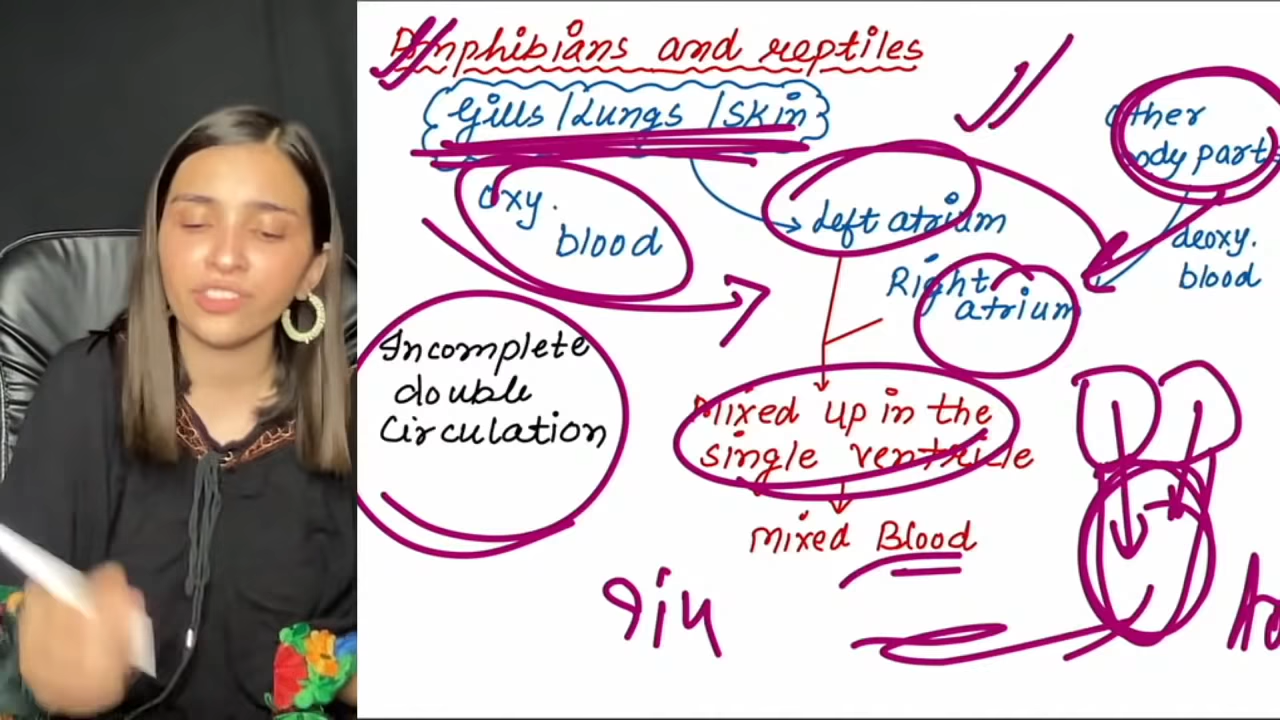 Amphibians and reptiles
Gills / Lungs / Skin
Other
body parts
oxy.
blood
Left atrium
deoxy.
blood
Right
atrium
Incomplete
double
Circulation
Mixed up in the
single ventricle
Mixed Blood